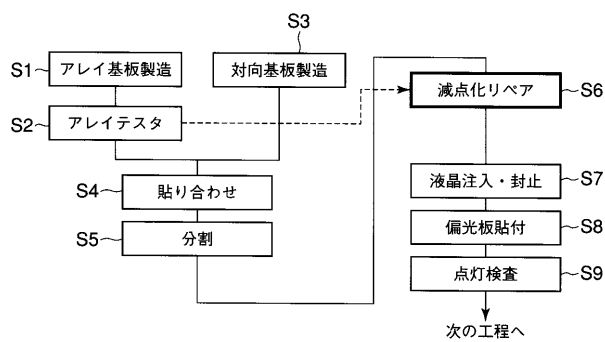 S1 アレイ基板製造
S2 アレイテスタ
S3
対向基板製造
S4 貼り合わせ
S5 分割
減点化リペア S6
液晶注入・封止 S7
偏光板貼付 S8
点灯検査 S9
次の工程へ